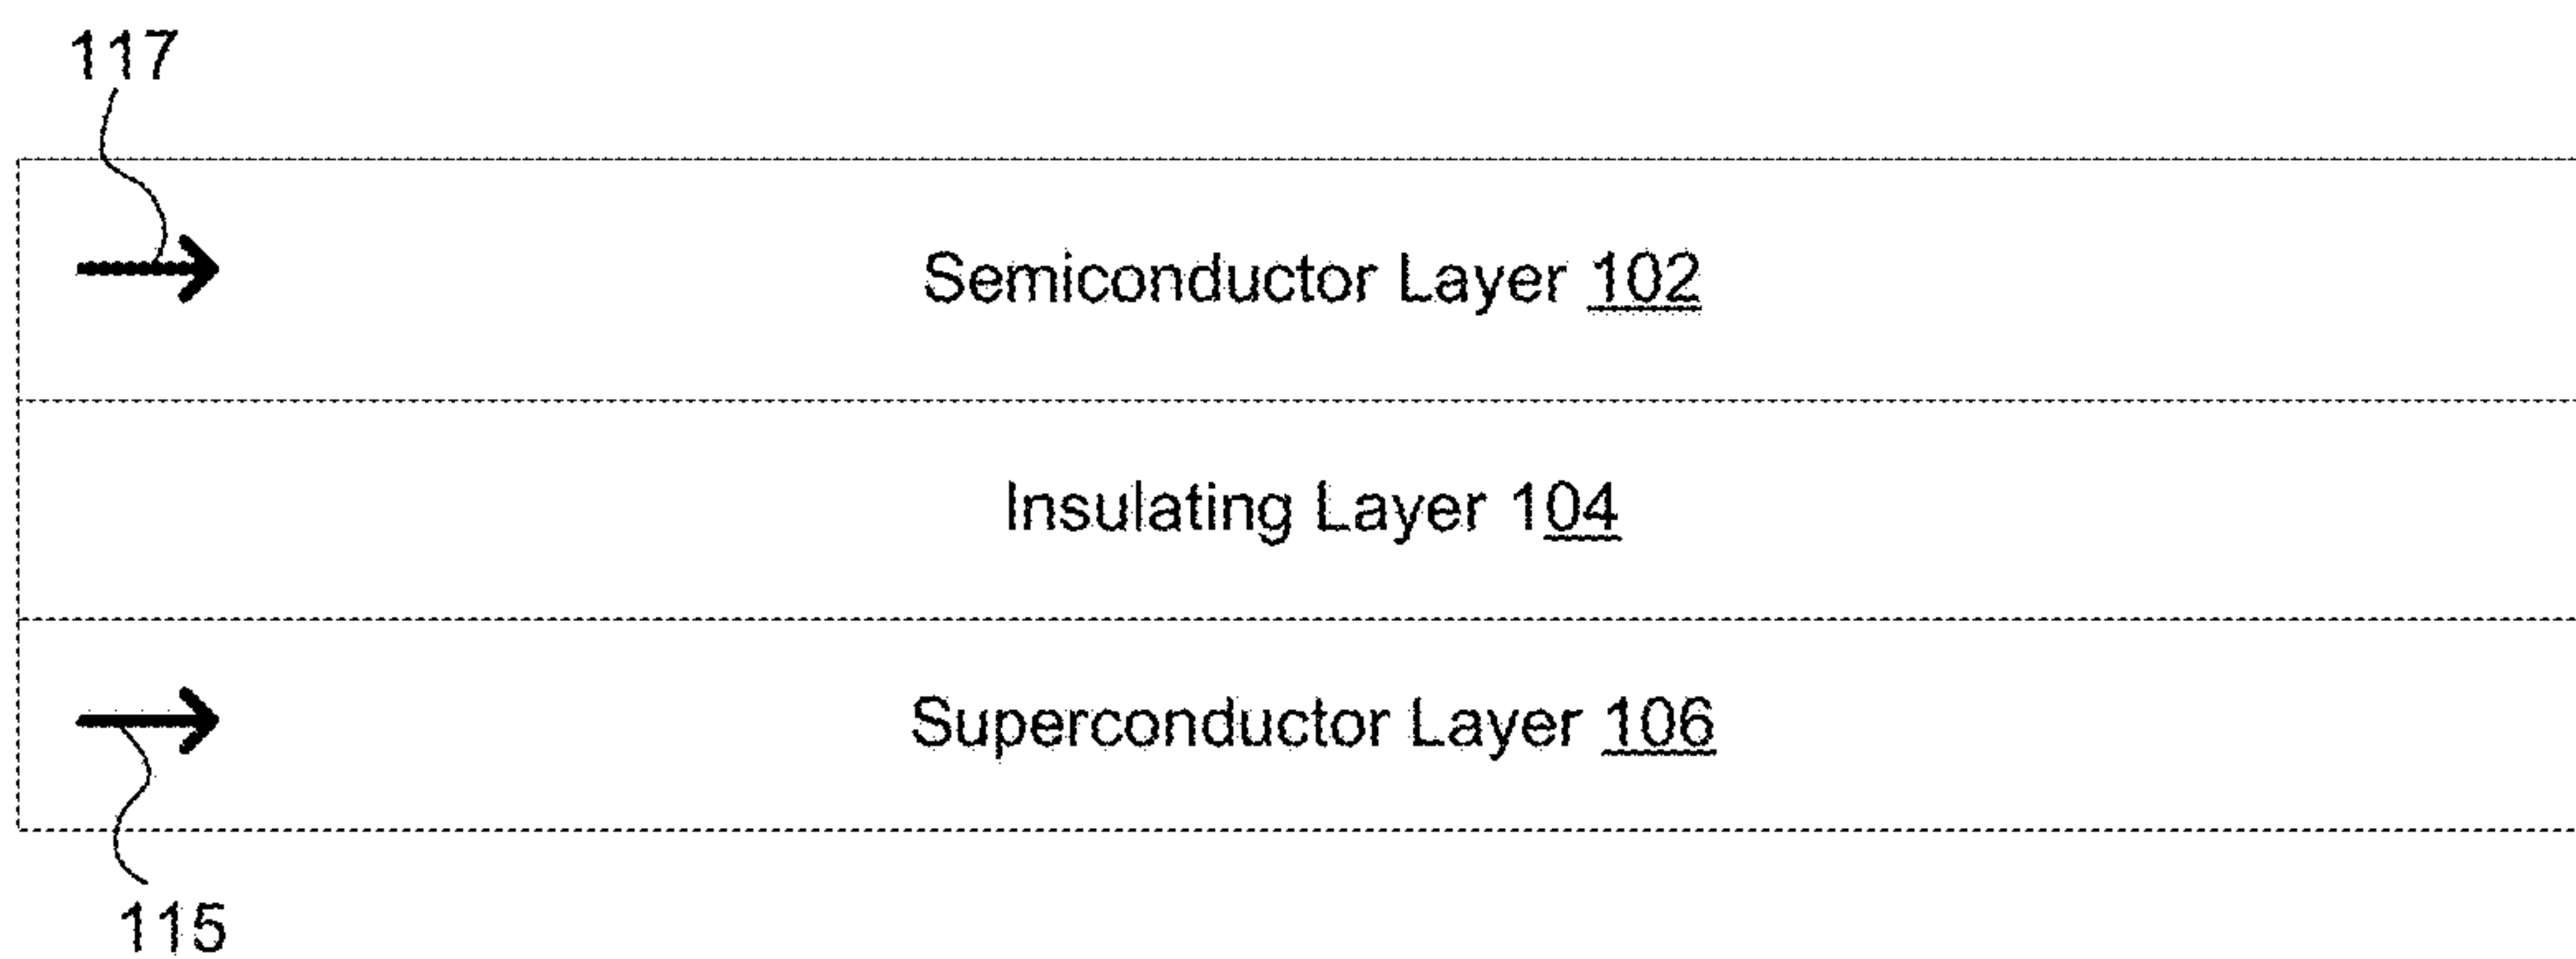 117
Semiconductor Layer 102
Insulating Layer 104
Superconductor Layer 106
115